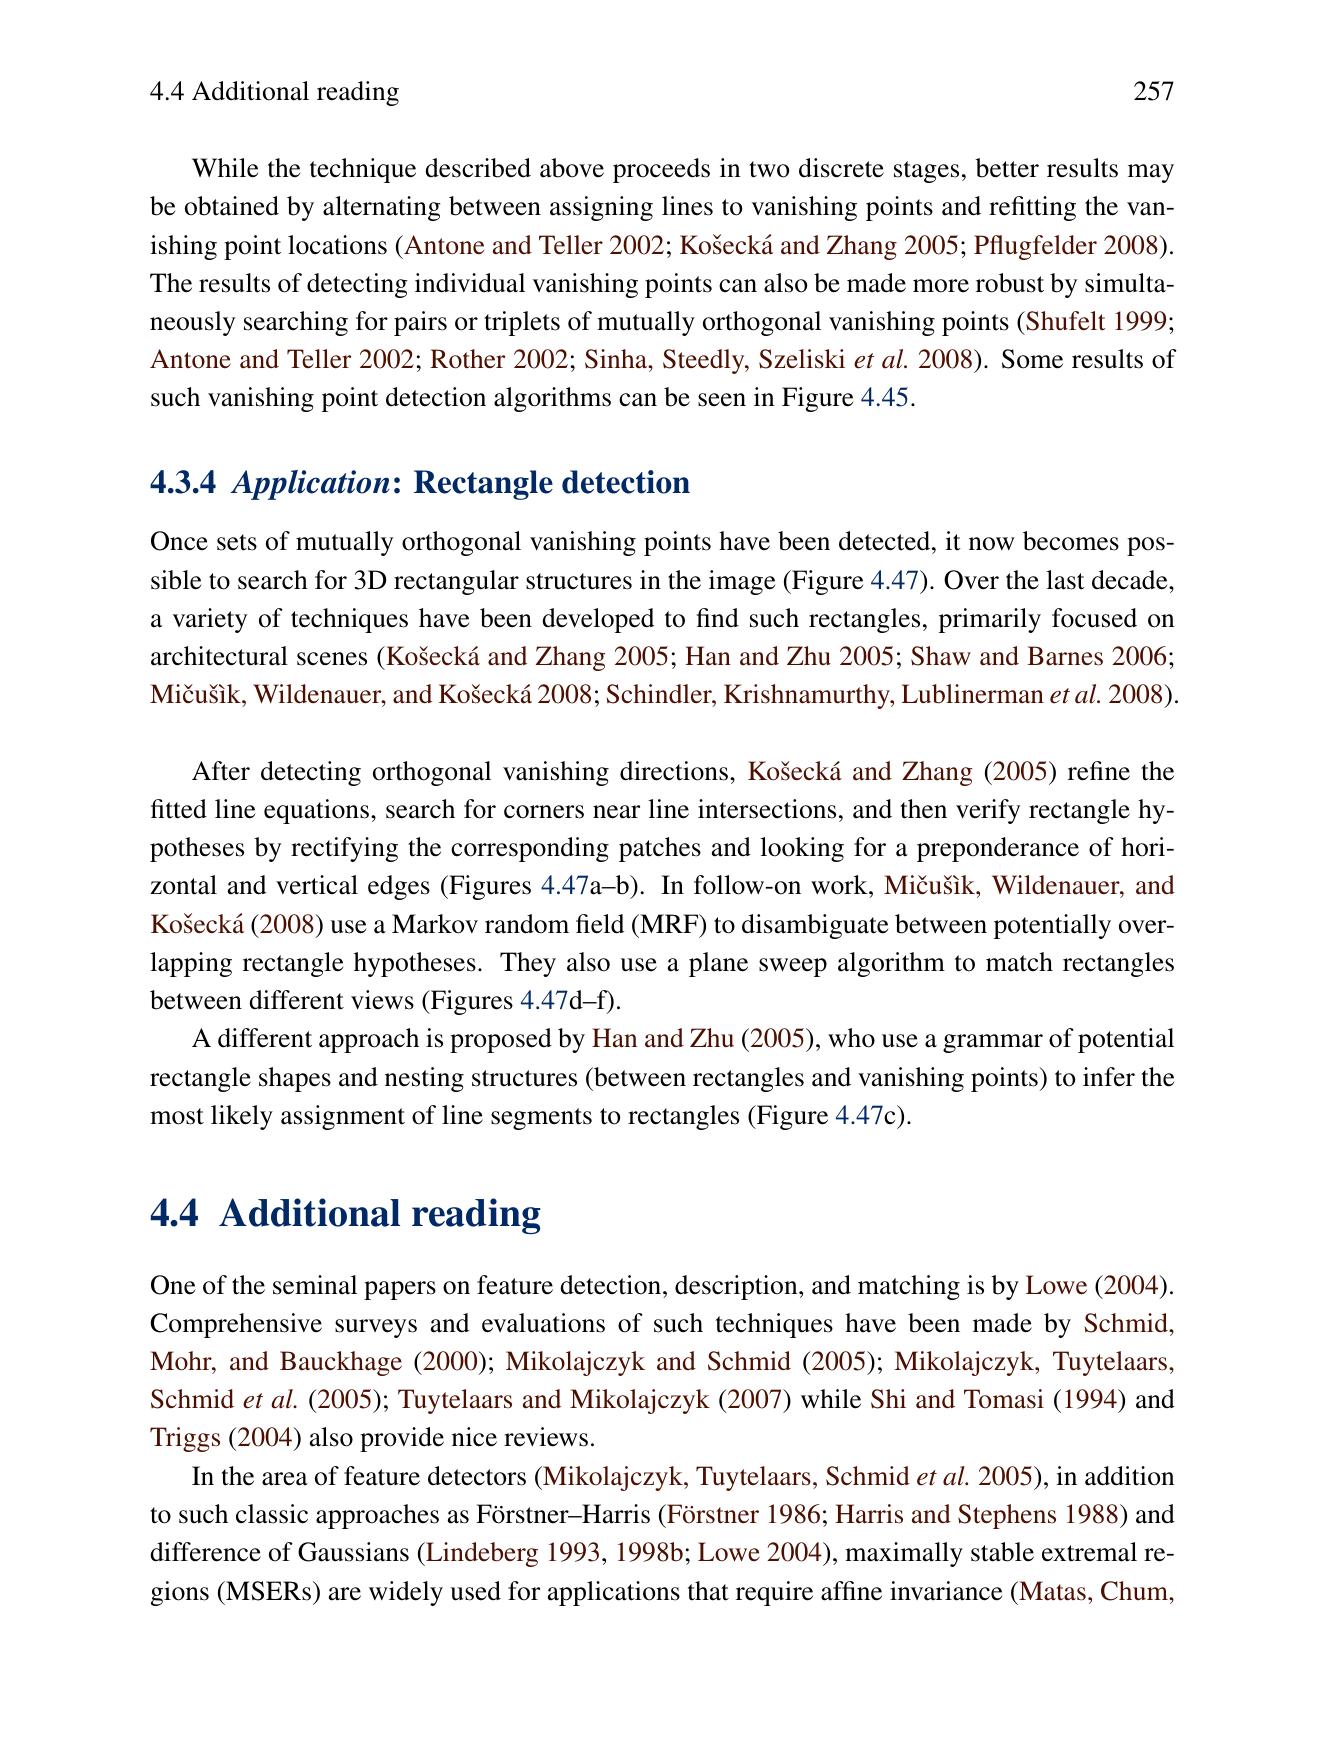 4.4 Additional reading 257
While the technique described above proceeds in two discrete stages, better results may
be obtained by alternating between assigning lines to vanishing points and refitting the van-
ishing point locations (Antone and Teller 2002; Košecká and Zhang 2005; Pflugfelder 2008).
The results of detecting individual vanishing points can also be made more robust by simulta-
neously searching for pairs or triplets of mutually orthogonal vanishing points (Shufelt 1999;
Antone and Teller 2002; Rother 2002; Sinha, Steedly, Szeliski et al. 2008). Some results of
such vanishing point detection algorithms can be seen in Figure 4.45.
4.3.4 Application: Rectangle detection
Once sets of mutually orthogonal vanishing points have been detected, it now becomes pos-
sible to search for 3D rectangular structures in the image (Figure 4.47). Over the last decade,
a variety of techniques have been developed to find such rectangles, primarily focused on
architectural scenes (Košecká and Zhang 2005; Han and Zhu 2005; Shaw and Barnes 2006;
Mičušìk, Wildenauer, and Košecká 2008; Schindler, Krishnamurthy, Lublinerman et al. 2008).
After detecting orthogonal vanishing directions, Košecká and Zhang (2005) refine the
fitted line equations, search for corners near line intersections, and then verify rectangle hy-
potheses by rectifying the corresponding patches and looking for a preponderance of hori-
zontal and vertical edges (Figures 4.47a–b). In follow-on work, Mičušìk, Wildenauer, and
Košecká (2008) use a Markov random field (MRF) to disambiguate between potentially over-
lapping rectangle hypotheses. They also use a plane sweep algorithm to match rectangles
between different views (Figures 4.47d–f).
A different approach is proposed by Han and Zhu (2005), who use a grammar of potential
rectangle shapes and nesting structures (between rectangles and vanishing points) to infer the
most likely assignment of line segments to rectangles (Figure 4.47c).
4.4 Additional reading
One of the seminal papers on feature detection, description, and matching is by Lowe (2004).
Comprehensive surveys and evaluations of such techniques have been made by Schmid,
Mohr, and Bauckhage (2000); Mikolajczyk and Schmid (2005); Mikolajczyk, Tuytelaars,
Schmid et al. (2005); Tuytelaars and Mikolajczyk (2007) while Shi and Tomasi (1994) and
Triggs (2004) also provide nice reviews.
In the area of feature detectors (Mikolajczyk, Tuytelaars, Schmid et al. 2005), in addition
to such classic approaches as Förstner–Harris (Förstner 1986; Harris and Stephens 1988) and
difference of Gaussians (Lindeberg 1993, 1998b; Lowe 2004), maximally stable extremal re-
gions (MSERs) are widely used for applications that require affine invariance (Matas, Chum,